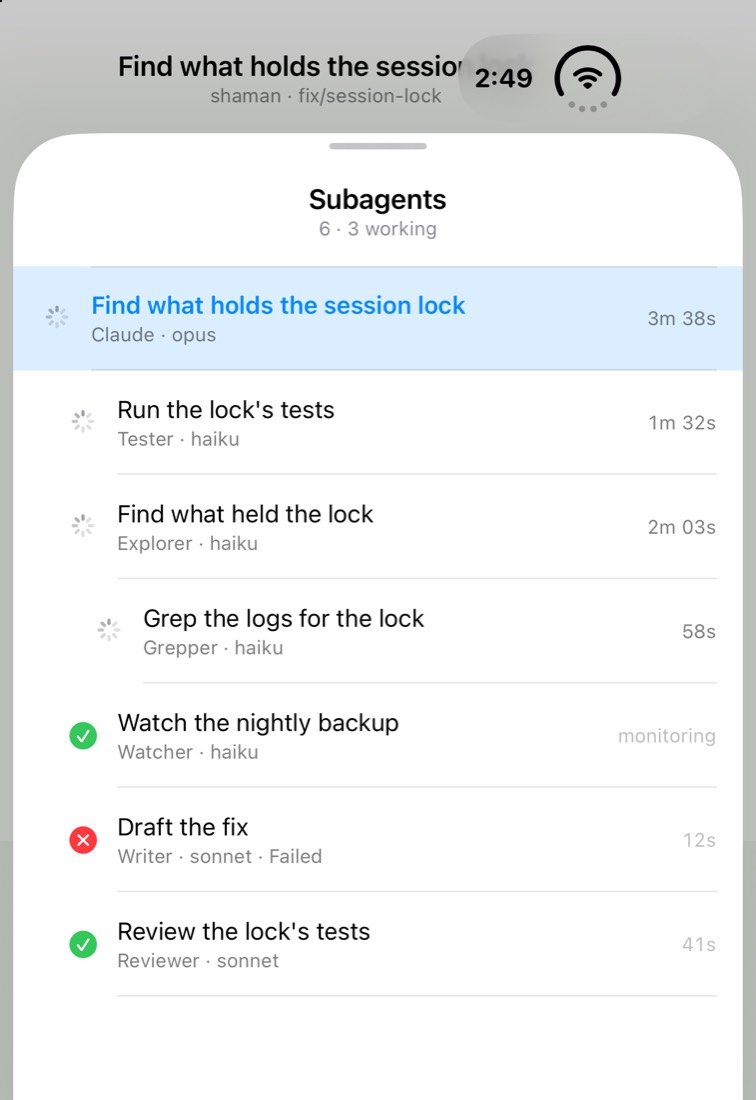 Find what holds the session lock
2:49
shaman · fix/session-lock
Subagents
6 · 3 working
Find what holds the session lock
3m 38s
Claude · opus
Run the lock's tests
1m 32s
Tester · haiku
Find what held the lock
2m 03s
Explorer · haiku
Grep the logs for the lock
58s
Grepper · haiku
Watch the nightly backup
monitoring
Watcher · haiku
Draft the fix
12s
Writer · sonnet · Failed
Review the lock's tests
41s
Reviewer · sonnet